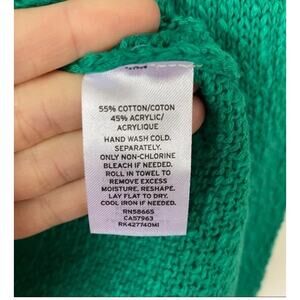 55% COTTON/COTON
45% ACRYLIC/
ACRYLIQUE
HAND WASH COLD.
SEPARATELY.
ONLY NON-CHLORINE
BLEACH IF NEEDED.
ROLL IN TOWEL TO
REMOVE EXCESS
MOISTURE. RESHAPE.
LAY FLAT TO DRY.
COOL IRON IF NEEDED.
RN58665
CA57963
RK427740MI